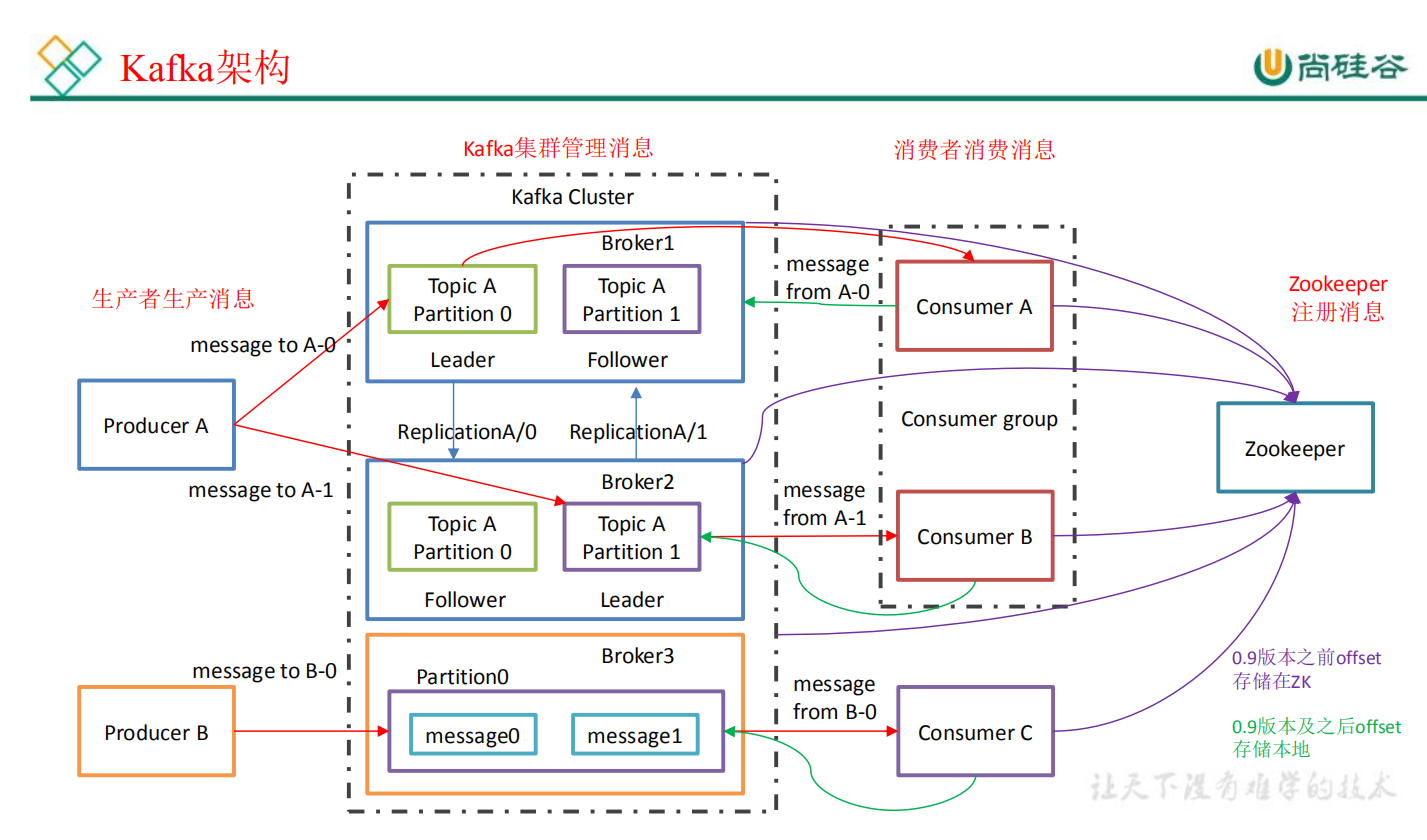 Kafka架构
尚硅谷
Kafka集群管理消息
消费者消费消息
Kafka Cluster
Broker1
Topic A
Partition 0
Topic A
Partition 1
Leader
Follower
生产者生产消息
message to A-0
Producer A
message to A-1
ReplicationA/0
ReplicationA/1
Broker2
Topic A
Partition 0
Topic A
Partition 1
Follower
Leader
message to B-0
Producer B
Broker3
Partition0
message0
message1
message
from A-0
Consumer A
Consumer group
message
from A-1
Consumer B
message
from B-0
Consumer C
Zookeeper
注册消息
Zookeeper
0.9版本之前offset
存储在ZK
0.9版本及之后offset
存储本地
让天下没有难学的技术